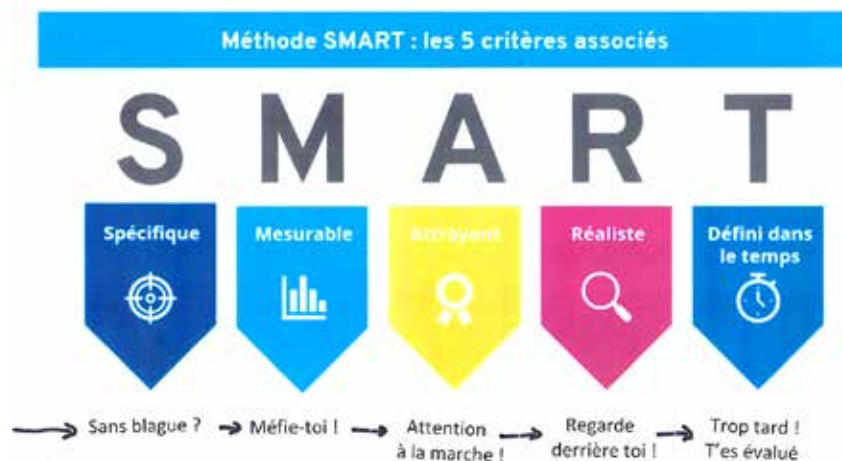 Méthode SMART : les 5 critères associés
S M A R T
Spécifique
Mesurable
Attrayant
Réaliste
Défini dans
le temps
Sans blague ?
Méfie-toi !
Attention
à la marche !
Regarde
derrière toi !
Trop tard !
T'es évalué